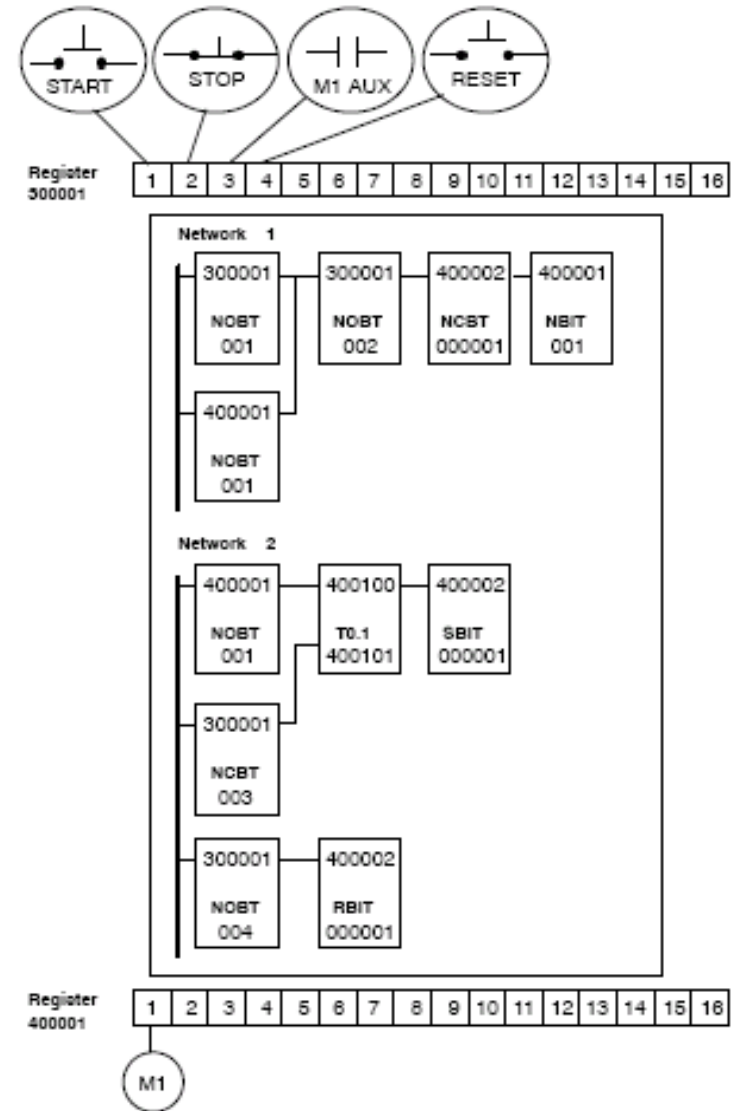 START STOP M1 AUX RESET
Register
300001
1 2 3 4 5 6 7 8 9 10 11 12 13 14 15 16
Network 1
300001 300001 400002 400001
NOBT NOBT NCBT NBIT
001 002 000001 001
400001
NOBT
001
Network 2
400001 400100 400002
NOBT T0.1 SBIT
001 400101 000001
300001
NCBT
003
300001 400002
NOBT RBIT
004 000001
Register
400001
1 2 3 4 5 6 7 8 9 10 11 12 13 14 15 16
M1